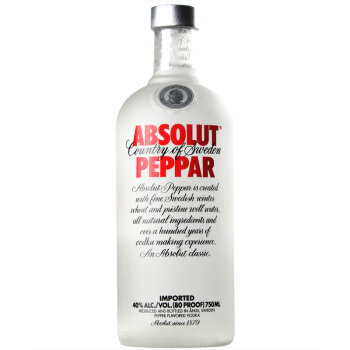 ABSOLUT®
Country of Sweden
PEPPAR
Absolut Peppar is created
with fine Swedish winter
wheat and pristine well water,
all natural ingredients and
over a hundred years of
vodka making experience.
An Absolut classic.
IMPORTED
40% ALC./VOL. (80 PROOF) 750ML
PRODUCED AND BOTTLED IN ÅHUS, SWEDEN
PEPPER FLAVORED VODKA
Absolut since 1879